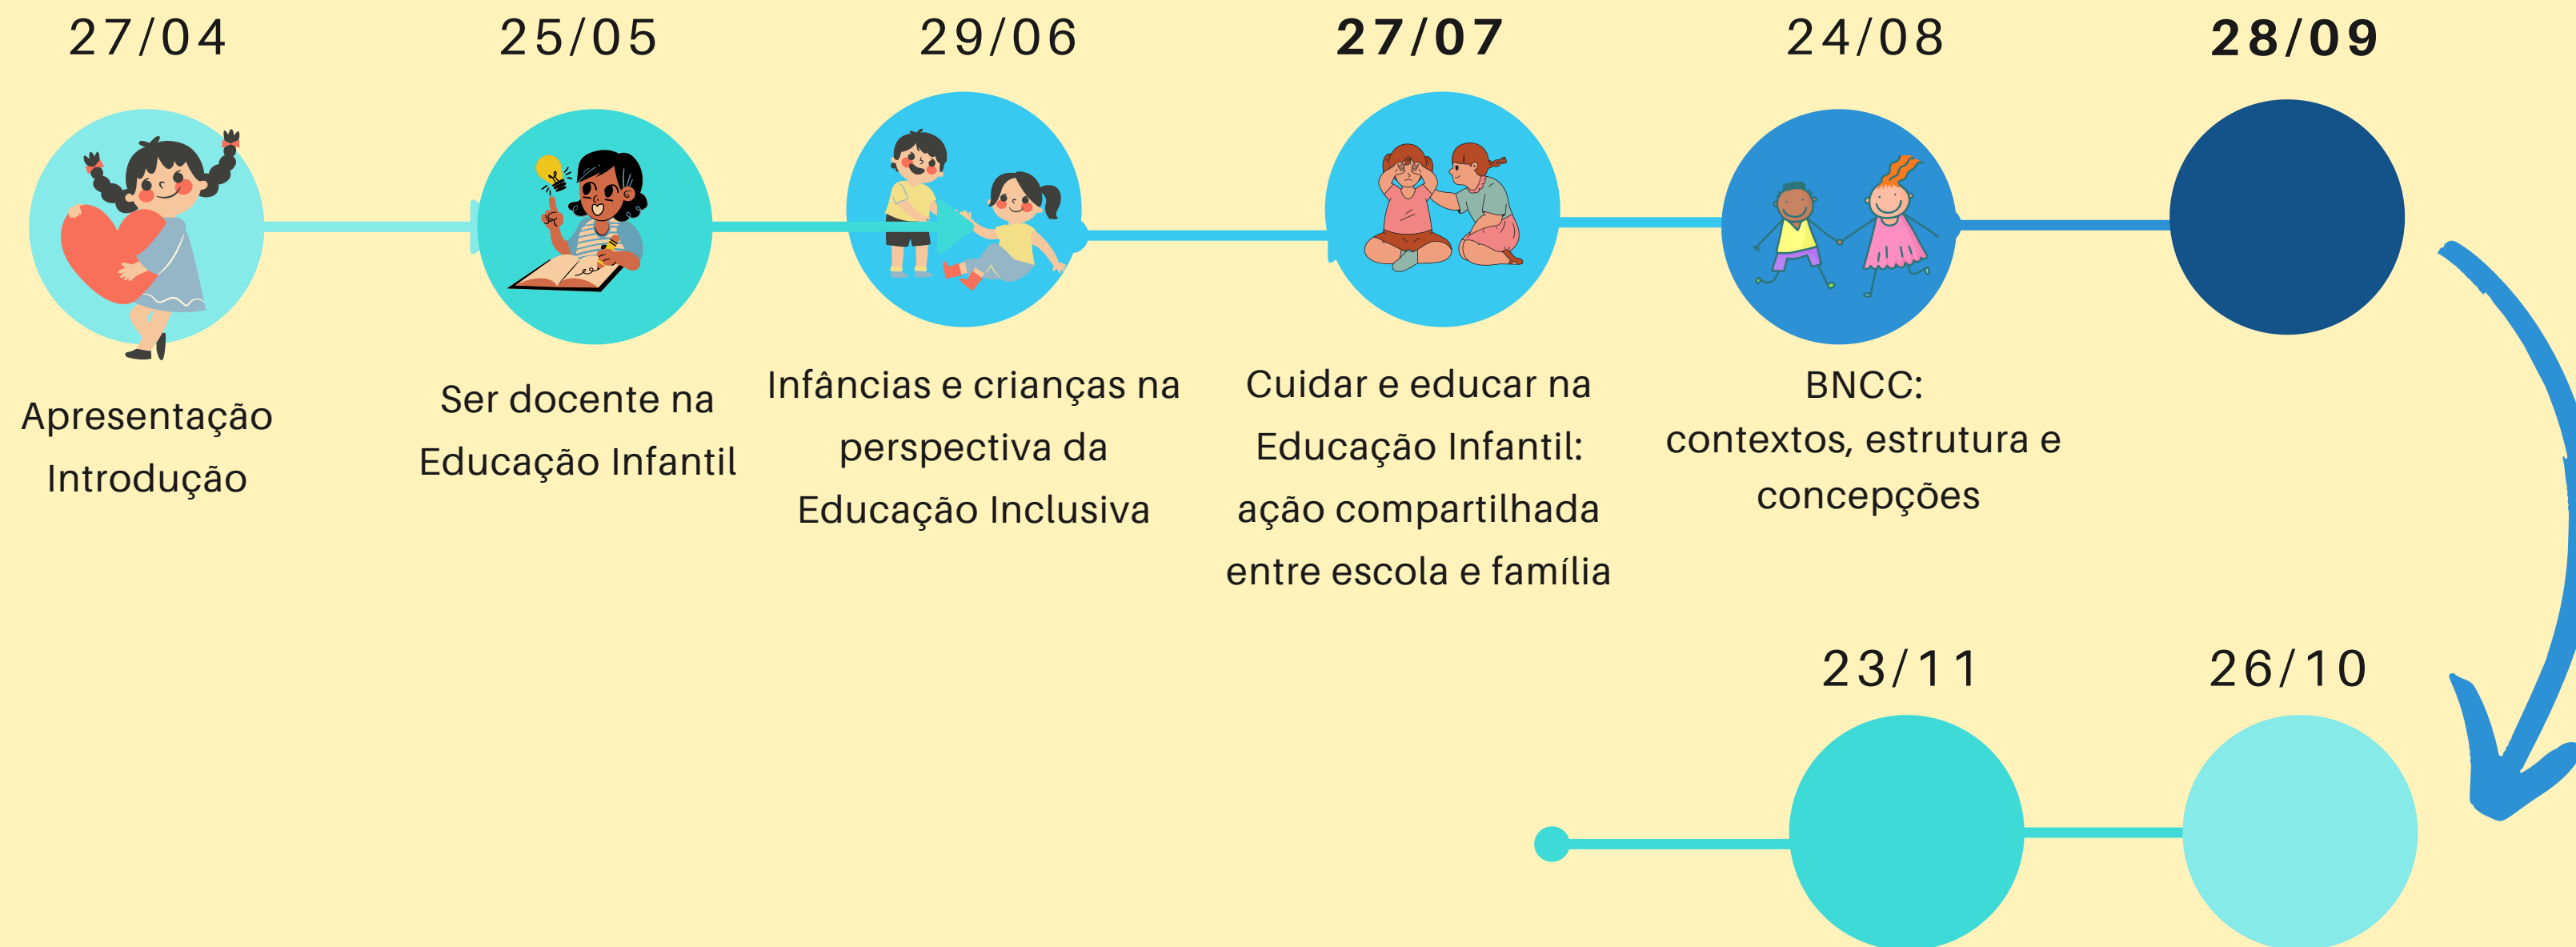 27/04
Apresentação
Introdução
25/05
Ser docente na
Educação Infantil
29/06
Infâncias e crianças na
perspectiva da
Educação Inclusiva
27/07
Cuidar e educar na
Educação Infantil:
ação compartilhada
entre escola e família
24/08
BNCC:
contextos, estrutura e
concepções
28/09
26/10
23/11